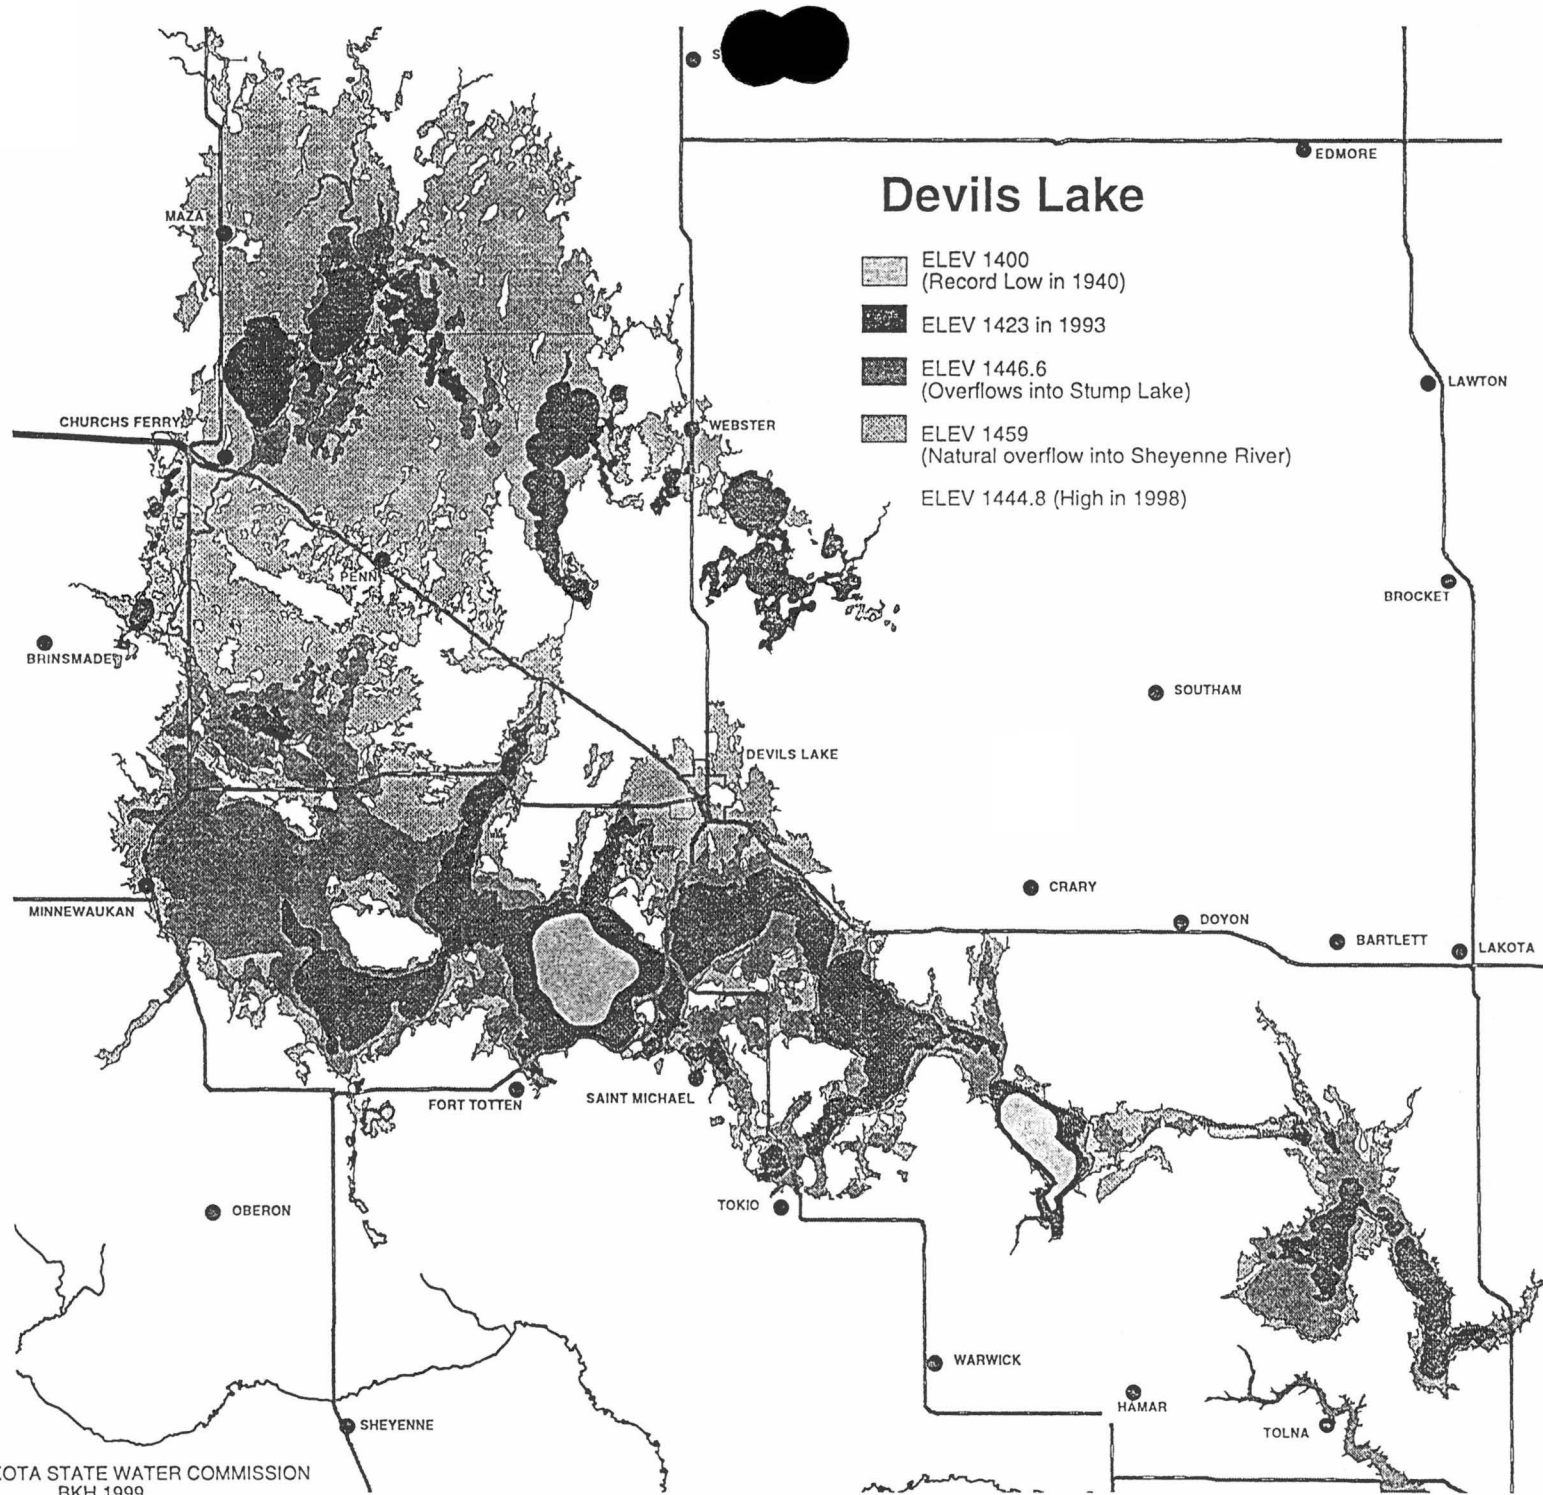 S
EDMORE
Devils Lake
MAZA
ELEV 1400
(Record Low in 1940)
ELEV 1423 in 1993
ELEV 1446.6
(Overflows into Stump Lake)
LAWTON
CHURCHS FERRY
WEBSTER
ELEV 1459
(Natural overflow into Sheyenne River)
ELEV 1444.8 (High in 1998)
PENN
BROCKET
BRINSMADE
SOUTHAM
DEVILS LAKE
CRARY
MINNEWAUKAN
DOYON
BARTLETT
LAKOTA
FORT TOTTEN
SAINT MICHAEL
TOKIO
OBERON
WARWICK
HAMAR
SHEYENNE
TOLNA
OTA STATE WATER COMMISSION
BKH 1999